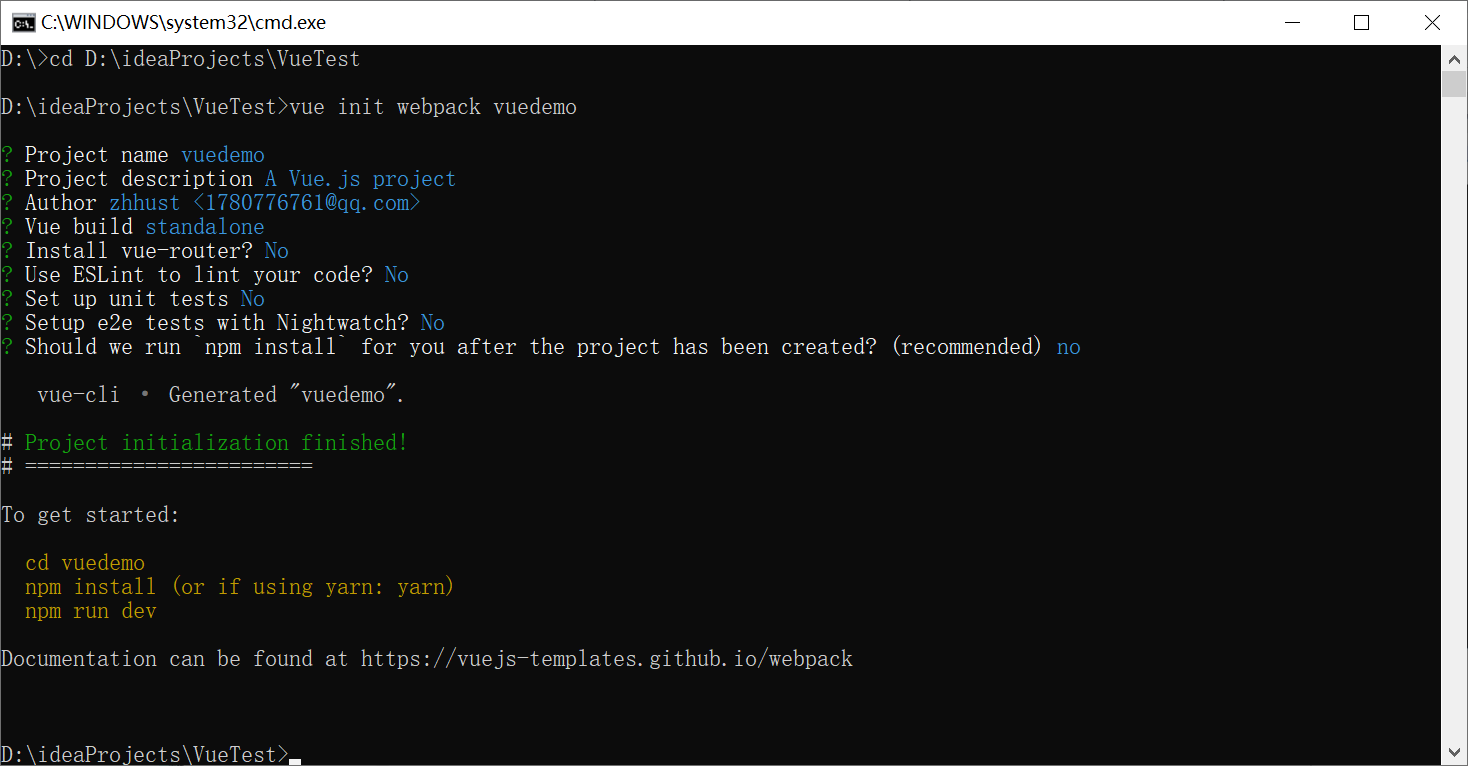 C:\WINDOWS\system32\cmd.exe
D:\>cd D:\ideaProjects\VueTest
D:\ideaProjects\VueTest>vue init webpack vuedemo
? Project name vuedemo
? Project description A Vue.js project
? Author zhhust <1780776761@qq.com>
? Vue build standalone
? Install vue-router? No
? Use ESLint to lint your code? No
? Set up unit tests No
? Setup e2e tests with Nightwatch? No
? Should we run `npm install` for you after the project has been created? (recommended) no
vue-cli · Generated "vuedemo".
# Project initialization finished!
# ========================
To get started:
cd vuedemo
npm install (or if using yarn: yarn)
npm run dev
Documentation can be found at https://vuejs-templates.github.io/webpack
D:\ideaProjects\VueTest>